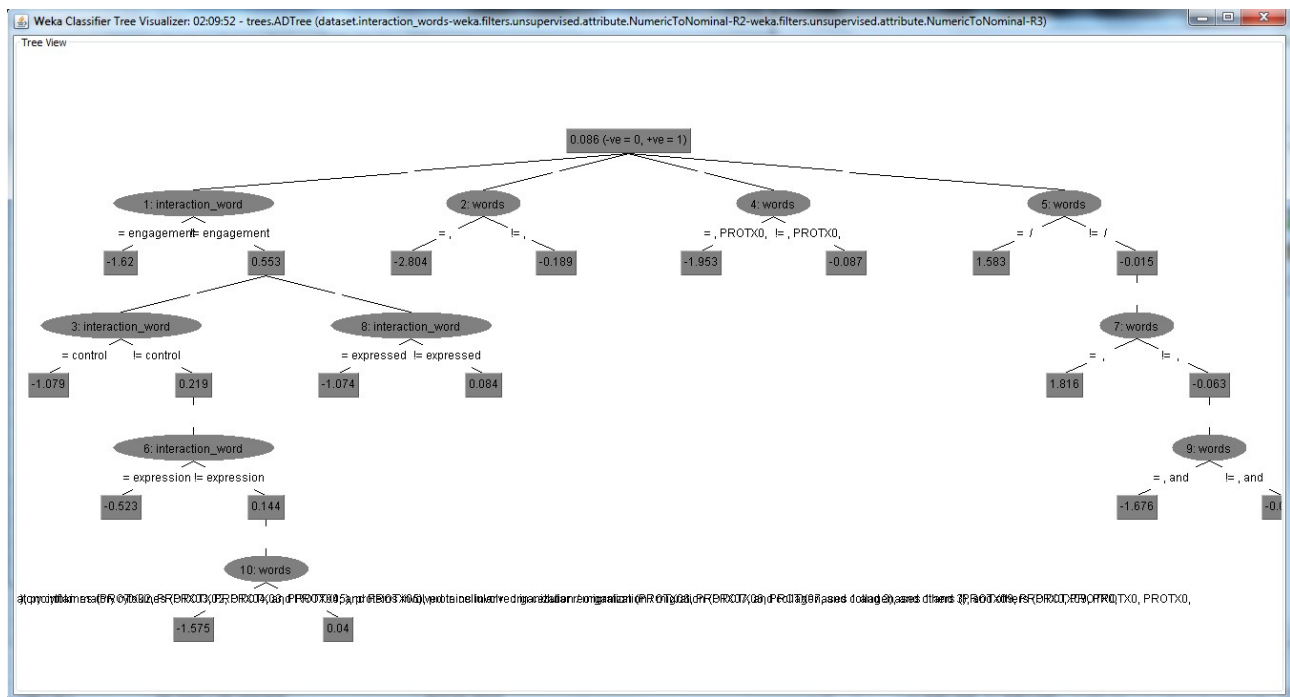 Weka Classifier Tree Visualizer: 02:09:52 - trees.ADTree (dataset.interaction_words-weka.filters.unsupervised.attribute.NumericToNominal-R2-weka.filters.unsupervised.attribute.NumericToNominal-R3)
Tree View
0.086 (-ve = 0, +ve = 1)
1: interaction_word 2: words 4: words 5: words
= engagement != engagement = , != , = , PROTX0, != , PROTX0, = / != /
-1.62 0.553 -2.804 -0.189 -1.953 -0.087 1.583 -0.015
3: interaction_word 8: interaction_word 7: words
= control != control = expressed != expressed = , != ,
-1.079 0.219 -1.074 0.084 1.816 -0.063
6: interaction_word 9: words
= expression != expression = , and != , and
-0.523 0.144 -1.676
10: words
PROTX0, PROTX0,
-1.575 0.04